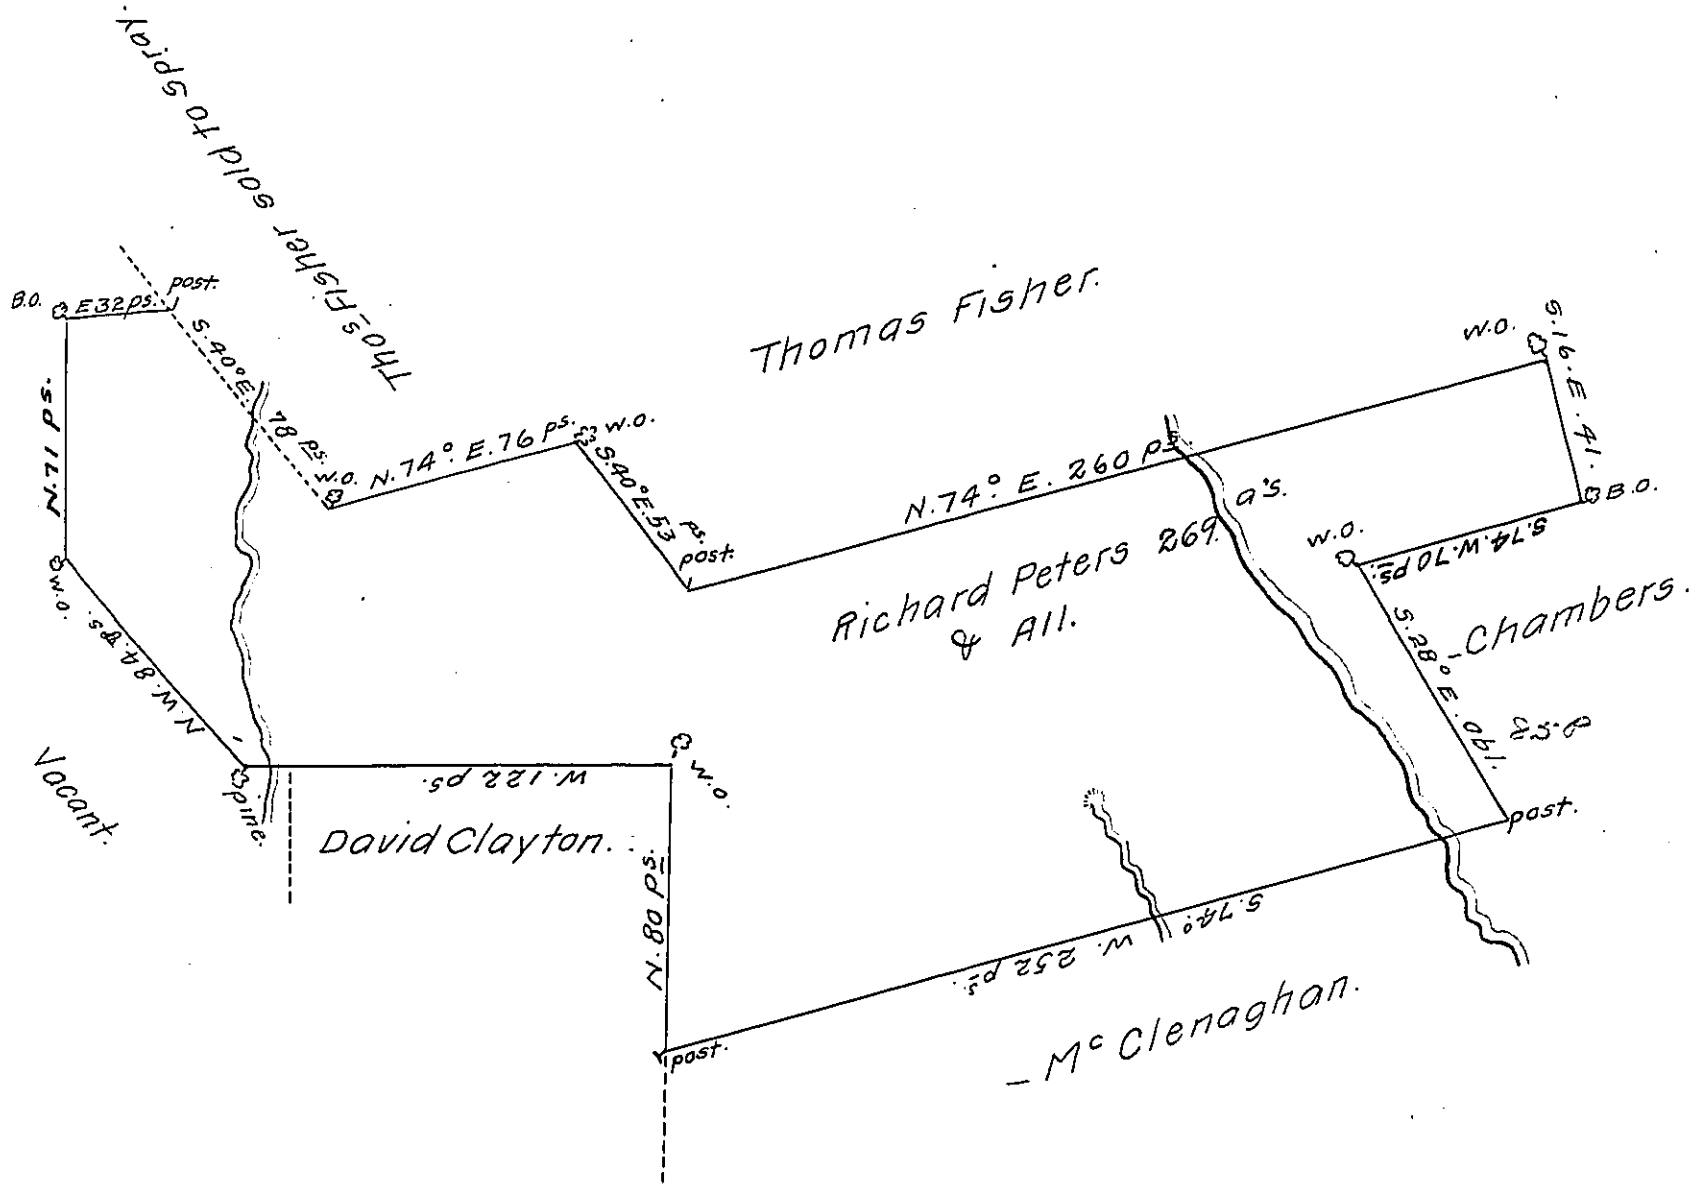 Thos Fisher sold to Spray.
Thomas Fisher.
B.O.
E 32 ps.
post.
S. 40° E. 78 ps.
W.O.
N. 74° E. 76 ps.
W.O.
S. 40° E. 53 ps.
post.
N. 74° E. 260 ps.
W.O.
S. 16. E. 41.
B.O.
S. 74. W. 70 ps.
W.O.
Richard Peters 269 a's.
& All.
Chambers.
S. 28° E.
post.
S. 74° W. 252 ps.
Mc Clenaghan.
post.
N. 80 ps.
W.O.
W. 122 ps.
David Clayton.
pine.
N.W. 84 ps.
Vacant.
W.O.
N. 71 ps.